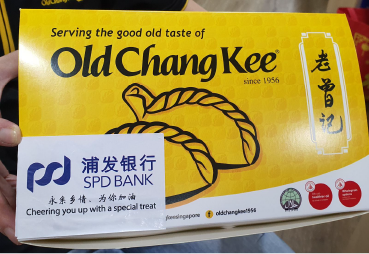 Serving the good old taste of
Old Chang Kee®
since 1956
老曾记
浦发银行
SPD BANK
永乐乡情、为你加油
Cheering you up with a special treat
oldchangkee1956